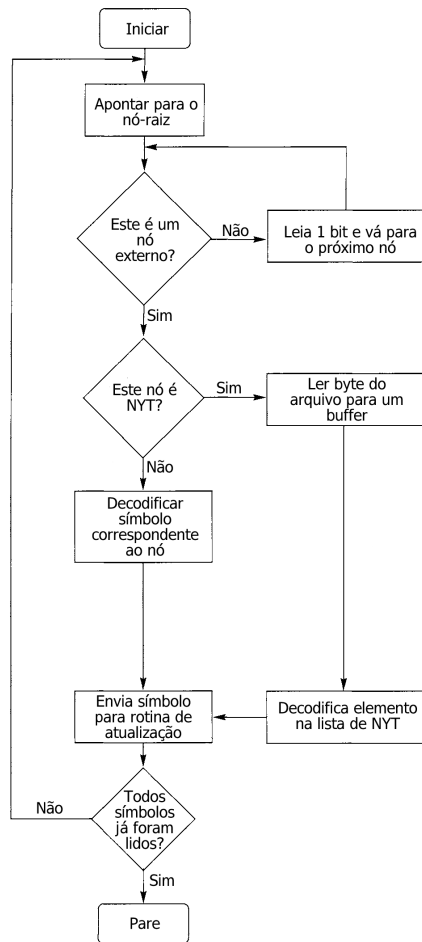 Iniciar
Apontar para o
nó-raiz
Este é um
nó
externo?
Não
Leia 1 bit e vá para
o próximo nó
Sim
Este nó é
NYT?
Sim
Ler byte do
arquivo para um
buffer
Não
Decodificar
símbolo
correspondente
ao nó
Envia símbolo
para rotina de
atualização
Decodifica elemento
na lista de NYT
Todos
símbolos
já foram
lidos?
Não
Sim
Pare